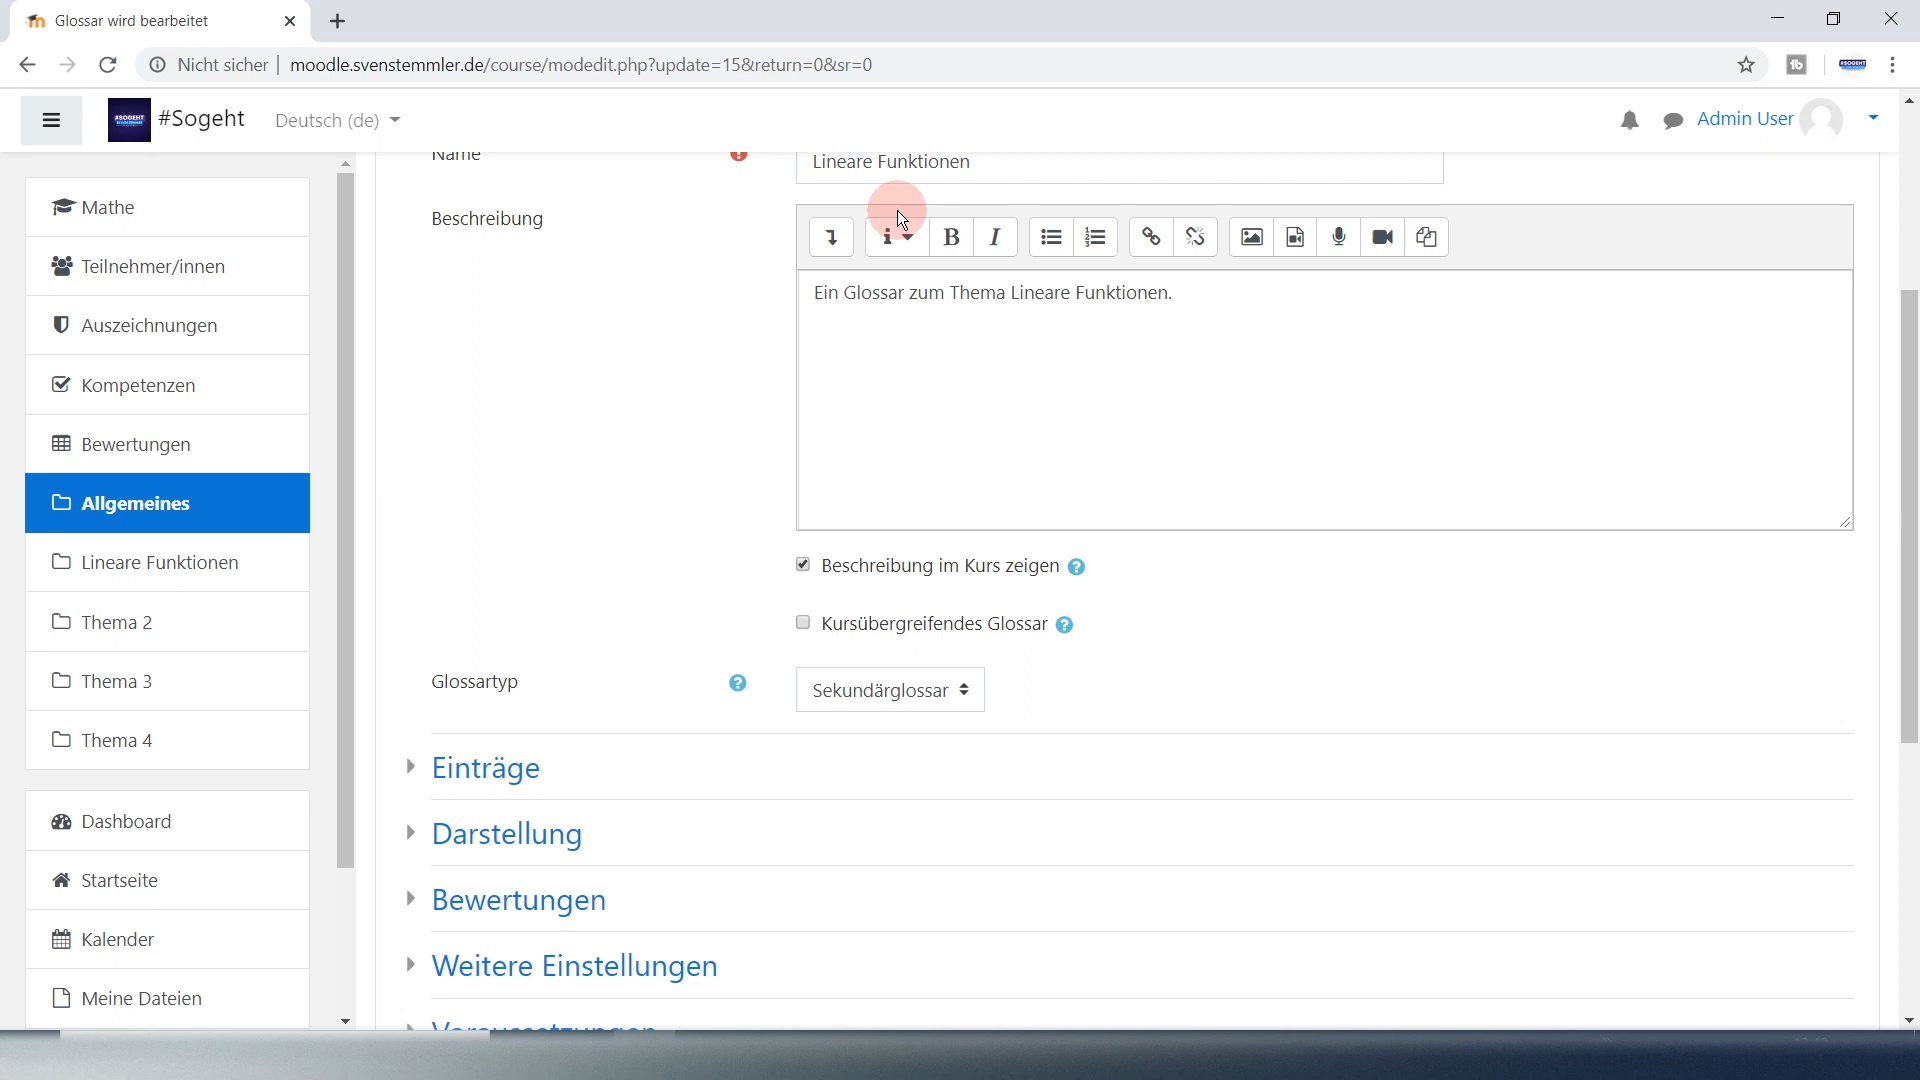 Glossar wird bearbeitet
Nicht sicher | moodle.svenstemmler.de/course/modedit.php?update=15&return=0&sr=0
#SOGEHT
#Sogeht
Deutsch (de)
Admin User
Name
Lineare Funktionen
Mathe
Teilnehmer/innen
Auszeichnungen
Kompetenzen
Bewertungen
Allgemeines
Lineare Funktionen
Thema 2
Thema 3
Thema 4
Dashboard
Startseite
Kalender
Meine Dateien
Beschreibung
B I
Ein Glossar zum Thema Lineare Funktionen.
Beschreibung im Kurs zeigen
Kursübergreifendes Glossar
Glossartyp
Sekundärglossar
Einträge
Darstellung
Bewertungen
Weitere Einstellungen
Voraussetzungen